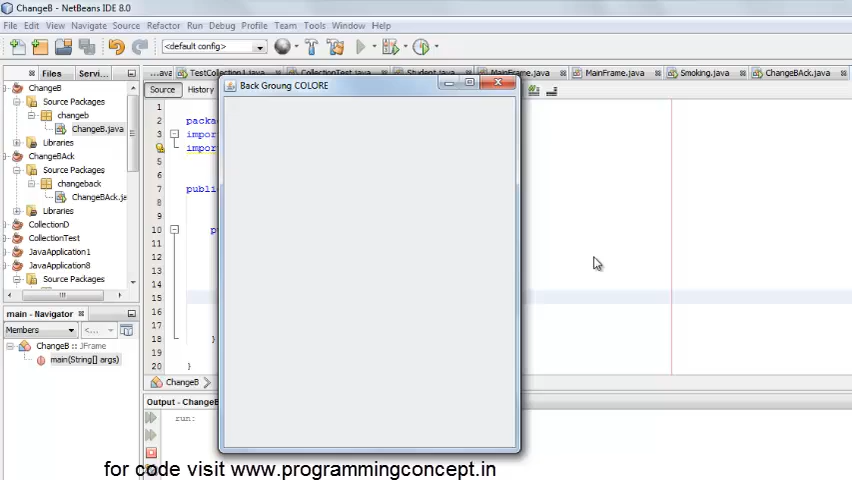 ChangeB - NetBeans IDE 8.0
File Edit View Navigate Source Refactor Run Debug Profile Team Tools Window Help
<default config>
Files Servi... ...ava TestCollection1.java CollectionTest.java Student.java MainFrame.java MainFrame.java Smoking.java ChangeBAck.java
Source History
Back Groung COLORE
ChangeB
Source Packages
changeb
ChangeB.java
Libraries
ChangeBAck
Source Packages
changeback
ChangeBAck.ja
Libraries
CollectionD
CollectionTest
JavaApplication1
JavaApplication8
Source Packages
1
2 packa
3 impor
4 impor
5
6
7 publi
8
9
10 p
11
12
13
14
15
16
17
18 }
19
20 }
main - Navigator
Members <...
ChangeB :: JFrame
main(String[] args)
ChangeB
Output - ChangeB
run:
for code visit www.programmingconcept.in